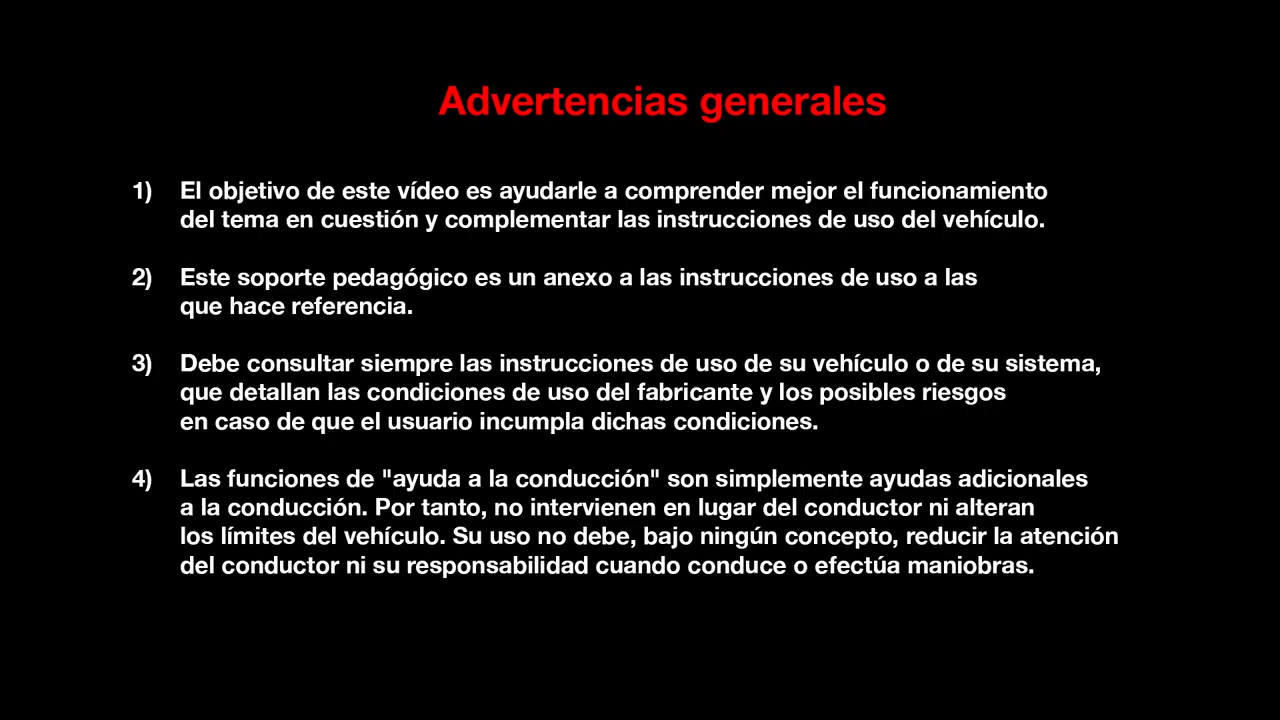 Advertencias generales
1) El objetivo de este vídeo es ayudarle a comprender mejor el funcionamiento
del tema en cuestión y complementar las instrucciones de uso del vehículo.
2) Este soporte pedagógico es un anexo a las instrucciones de uso a las
que hace referencia.
3) Debe consultar siempre las instrucciones de uso de su vehículo o de su sistema,
que detallan las condiciones de uso del fabricante y los posibles riesgos
en caso de que el usuario incumpla dichas condiciones.
4) Las funciones de "ayuda a la conducción" son simplemente ayudas adicionales
a la conducción. Por tanto, no intervienen en lugar del conductor ni alteran
los límites del vehículo. Su uso no debe, bajo ningún concepto, reducir la atención
del conductor ni su responsabilidad cuando conduce o efectúa maniobras.